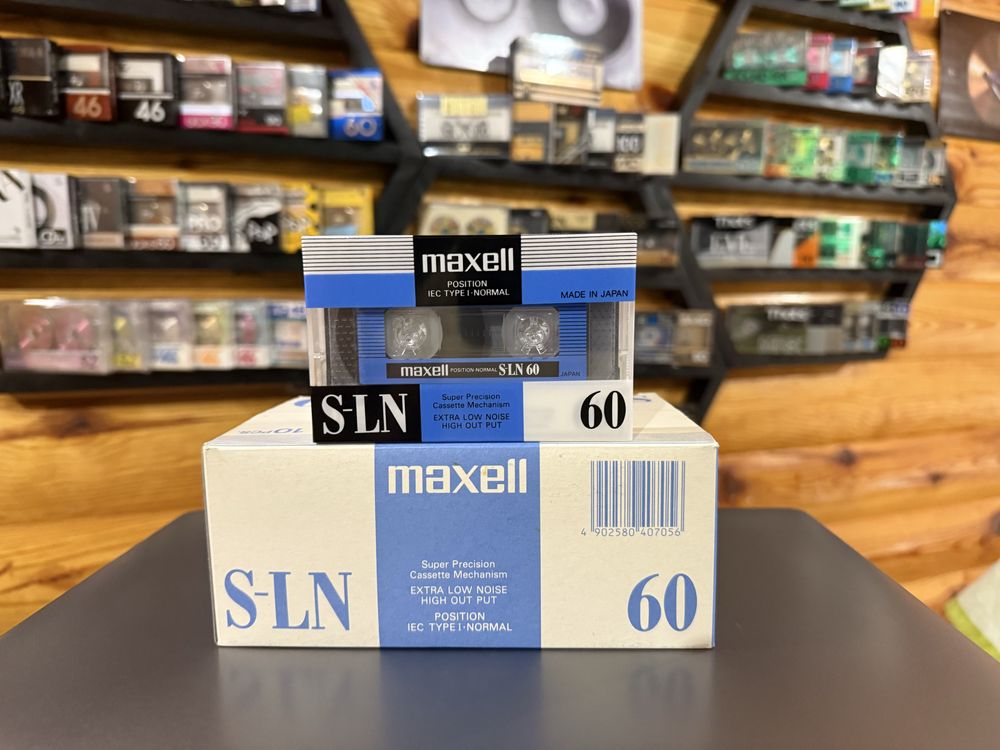 46
46
60
maxell
POSITION
IEC TYPE I·NORMAL
MADE IN JAPAN
maxell POSITION·NORMAL S-LN 60
JAPAN
S-LN
Super Precision
Cassette Mechanism
EXTRA LOW NOISE
HIGH OUT PUT
60
10PCS
maxell
4 902580 407056
S-LN
Super Precision
Cassette Mechanism
EXTRA LOW NOISE
HIGH OUT PUT
POSITION
IEC TYPE I·NORMAL
60